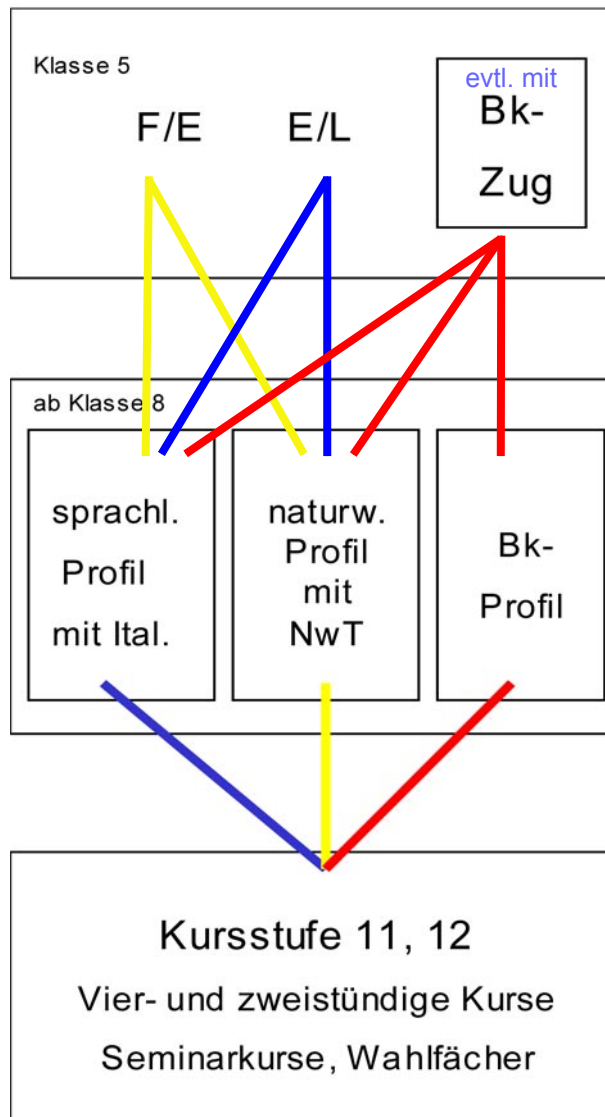 Klasse 5
F/E
E/L
evtl. mit
Bk-
Zug
ab Klasse 8
sprachl.
Profil
mit Ital.
naturw.
Profil
mit
NwT
Bk-
Profil
Kursstufe 11, 12
Vier- und zweistündige Kurse
Seminarkurse, Wahlfächer